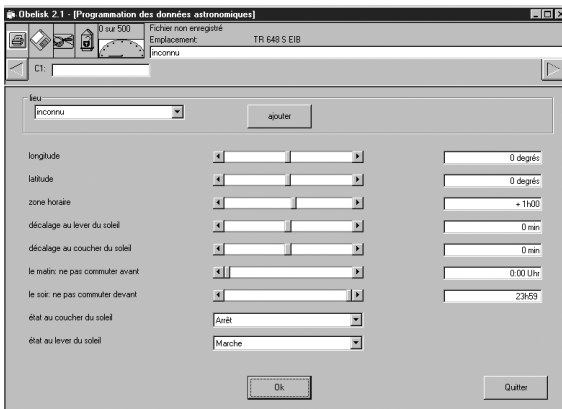 Obelisk 2.1 - [Programmation des données astronomiques]
0 sur 500
Fichier non enregistré
Emplacement: TR 648 S EIB
inconnu
C1:
lieu
inconnu
ajouter
longitude 0 degrés
latitude 0 degrés
zone horaire + 1h00
décalage au lever du soleil 0 min
décalage au coucher du soleil 0 min
le matin: ne pas commuter avant 0:00 Uhr
le soir: ne pas commuter devant 23h59
état au coucher du soleil Arrêt
état au lever du soleil Marche
Ok Quitter